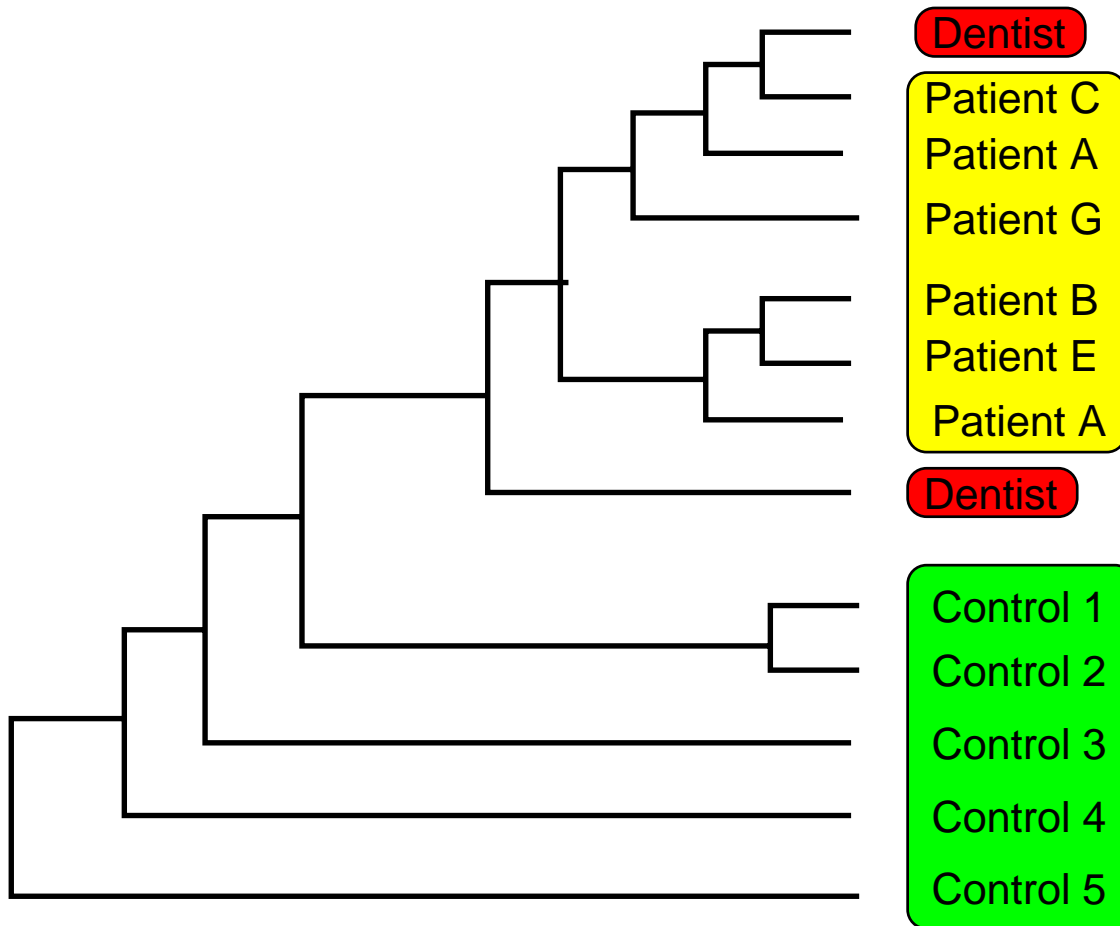 Dentist
Patient C
Patient A
Patient G
Patient B
Patient E
Patient A
Dentist
Control 1
Control 2
Control 3
Control 4
Control 5